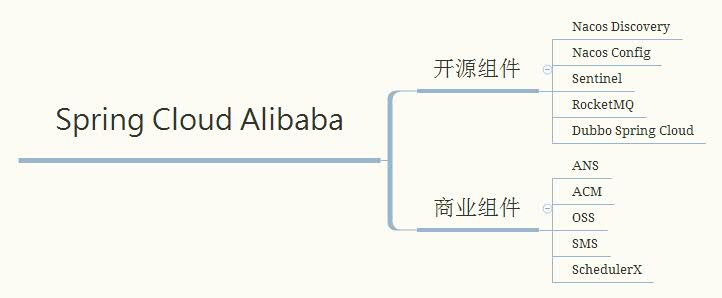 Spring Cloud Alibaba
开源组件
Nacos Discovery
Nacos Config
Sentinel
RocketMQ
Dubbo Spring Cloud
商业组件
ANS
ACM
OSS
SMS
SchedulerX